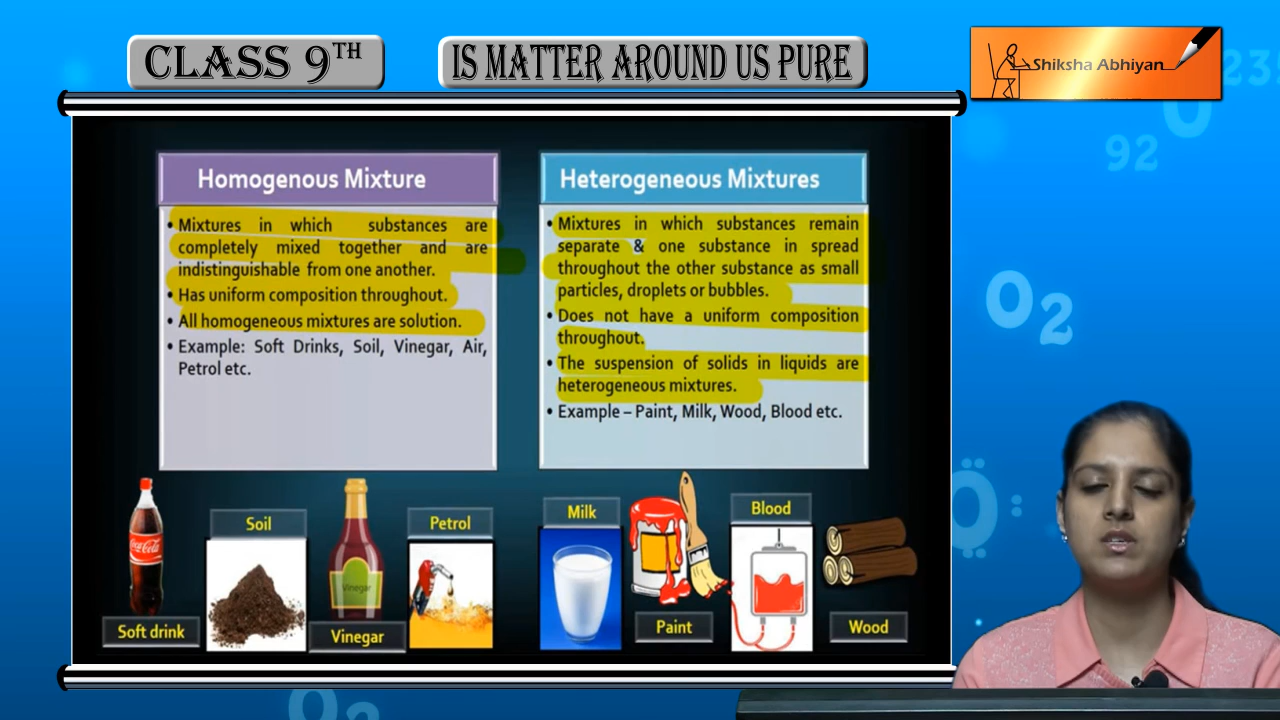 CLASS 9TH
IS MATTER AROUND US PURE
Shiksha Abhiyan
235
92
O
O2
Homogenous Mixture
• Mixtures in which substances are
completely mixed together and are
indistinguishable from one another.
• Has uniform composition throughout.
• All homogeneous mixtures are solution.
• Example: Soft Drinks, Soil, Vinegar, Air,
Petrol etc.
Heterogeneous Mixtures
• Mixtures in which substances remain
separate & one substance in spread
throughout the other substance as small
particles, droplets or bubbles.
• Does not have a uniform composition
throughout.
• The suspension of solids in liquids are
heterogeneous mixtures.
• Example – Paint, Milk, Wood, Blood etc.
Coca-Cola
Soft drink
Soil
Vinegar
Vinegar
Petrol
Milk
Paint
Blood
Wood
:Ö:
O2